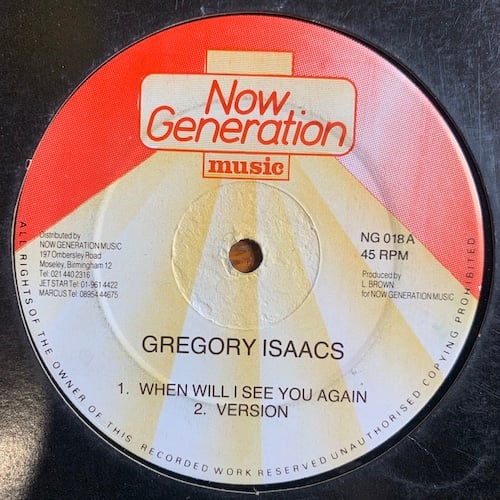 Now
Generation
music
Distributed by
NOW GENERATION MUSIC
197 Ombersley Road
Moseley, Birmingham 12
Tel: 021 440 2316
JET STAR Tel: 01-961 4422
MARCUS Tel: 0895 44675
NG 018 A
45 RPM
Produced by
L. BROWN
for NOW GENERATION MUSIC
GREGORY ISAACS
1. WHEN WILL I SEE YOU AGAIN
2. VERSION
ALL RIGHTS OF THE OWNER OF THIS RECORDED WORK RESERVED UNAUTHORISED COPYING PROHIBITED